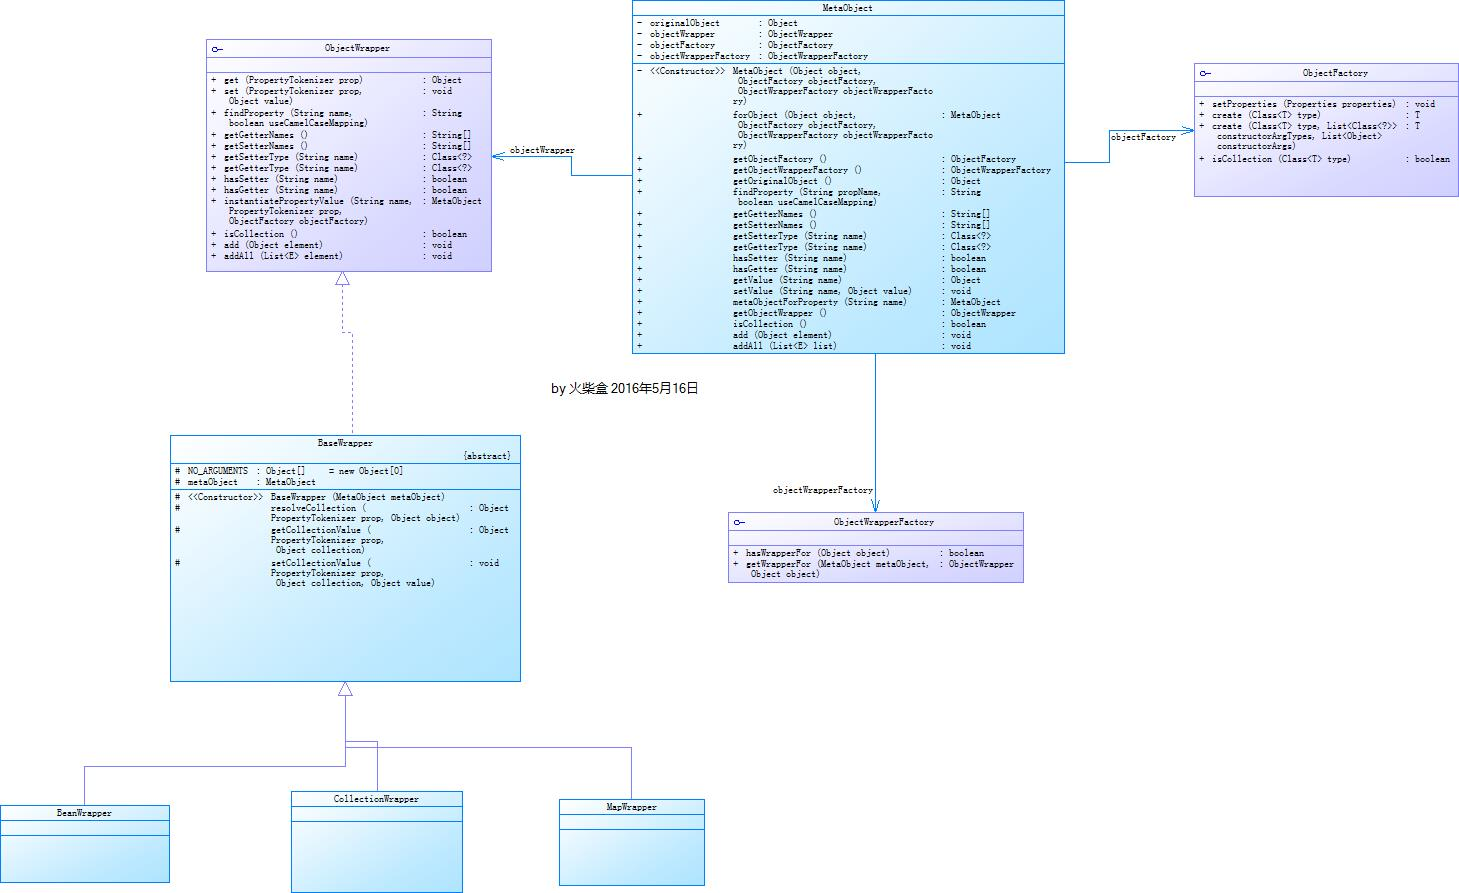 ObjectWrapper
+ get (PropertyTokenizer prop) : Object
+ set (PropertyTokenizer prop, : void
Object value)
+ findProperty (String name, : String
boolean useCamelCaseMapping)
+ getGetterNames () : String[]
+ getSetterNames () : String[]
+ getSetterType (String name) : Class<?>
+ getGetterType (String name) : Class<?>
+ hasSetter (String name) : boolean
+ hasGetter (String name) : boolean
+ instantiatePropertyValue (String name, : MetaObject
PropertyTokenizer prop,
ObjectFactory objectFactory)
+ isCollection () : boolean
+ add (Object element) : void
+ addAll (List<E> element) : void
objectWrapper
MetaObject
- originalObject : Object
- objectWrapper : ObjectWrapper
- objectFactory : ObjectFactory
- objectWrapperFactory : ObjectWrapperFactory
- <<Constructor>> MetaObject (Object object,
ObjectFactory objectFactory,
ObjectWrapperFactory objectWrapperFacto
ry)
+ forObject (Object object, : MetaObject
ObjectFactory objectFactory,
ObjectWrapperFactory objectWrapperFacto
ry)
+ getObjectFactory () : ObjectFactory
+ getObjectWrapperFactory () : ObjectWrapperFactory
+ getOriginalObject () : Object
+ findProperty (String propName, : String
boolean useCamelCaseMapping)
+ getGetterNames () : String[]
+ getSetterNames () : String[]
+ getSetterType (String name) : Class<?>
+ getGetterType (String name) : Class<?>
+ hasSetter (String name) : boolean
+ hasGetter (String name) : boolean
+ getValue (String name) : Object
+ setValue (String name, Object value) : void
+ metaObjectForProperty (String name) : MetaObject
+ getObjectWrapper () : ObjectWrapper
+ isCollection () : boolean
+ add (Object element) : void
+ addAll (List<E> list) : void
objectFactory
ObjectFactory
+ setProperties (Properties properties) : void
+ create (Class<T> type) : T
+ create (Class<T> type, List<Class<?>> : T
constructorArgTypes, List<Object>
constructorArgs)
+ isCollection (Class<T> type) : boolean
by 火柴盒 2016年5月16日
BaseWrapper
{abstract}
# NO_ARGUMENTS : Object[] = new Object[0]
# metaObject : MetaObject
# <<Constructor>> BaseWrapper (MetaObject metaObject)
# resolveCollection ( : Object
PropertyTokenizer prop, Object object)
# getCollectionValue ( : Object
PropertyTokenizer prop,
Object collection)
# setCollectionValue ( : void
PropertyTokenizer prop,
Object collection, Object value)
objectWrapperFactory
ObjectWrapperFactory
+ hasWrapperFor (Object object) : boolean
+ getWrapperFor (MetaObject metaObject, : ObjectWrapper
Object object)
BeanWrapper
CollectionWrapper
MapWrapper